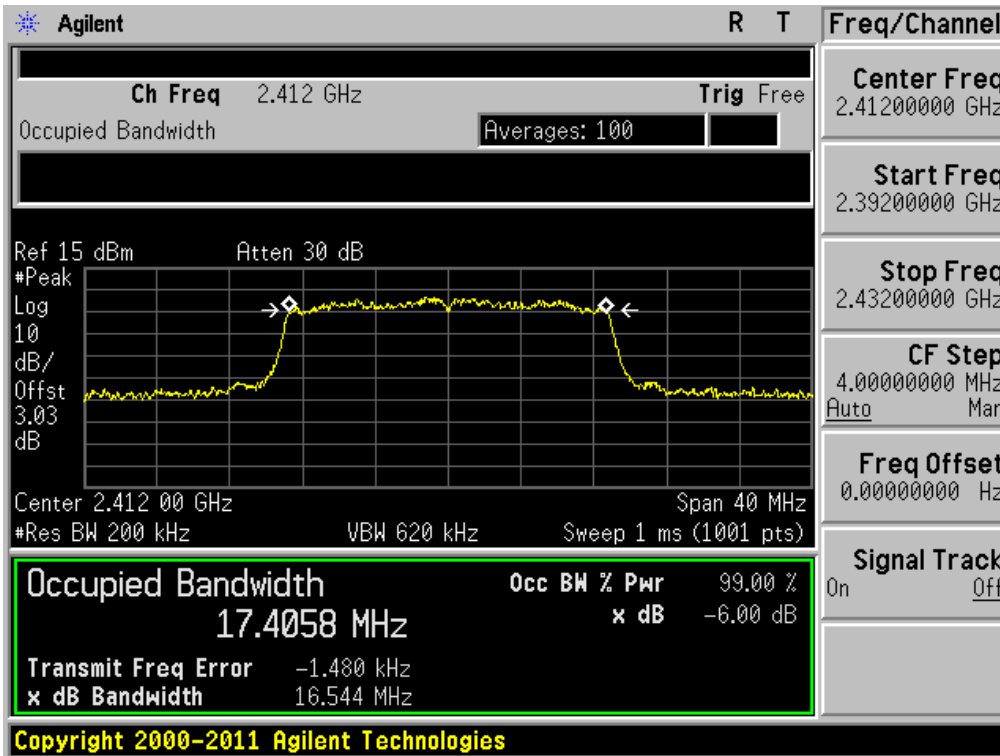 Agilent R T
Freq/Channel
Ch Freq 2.412 GHz Trig Free
Occupied Bandwidth Averages: 100
Center Freq
2.41200000 GHz
Start Freq
2.39200000 GHz
Stop Freq
2.43200000 GHz
CF Step
4.00000000 MHz
Auto Man
Freq Offset
0.00000000 Hz
Signal Track
On Off
Ref 15 dBm Atten 30 dB
#Peak
Log
10
dB/
Offst
3.03
dB
Center 2.412 00 GHz Span 40 MHz
#Res BW 200 kHz VBW 620 kHz Sweep 1 ms (1001 pts)
Occupied Bandwidth Occ BW % Pwr 99.00 %
17.4058 MHz x dB -6.00 dB
Transmit Freq Error -1.480 kHz
x dB Bandwidth 16.544 MHz
Copyright 2000-2011 Agilent Technologies